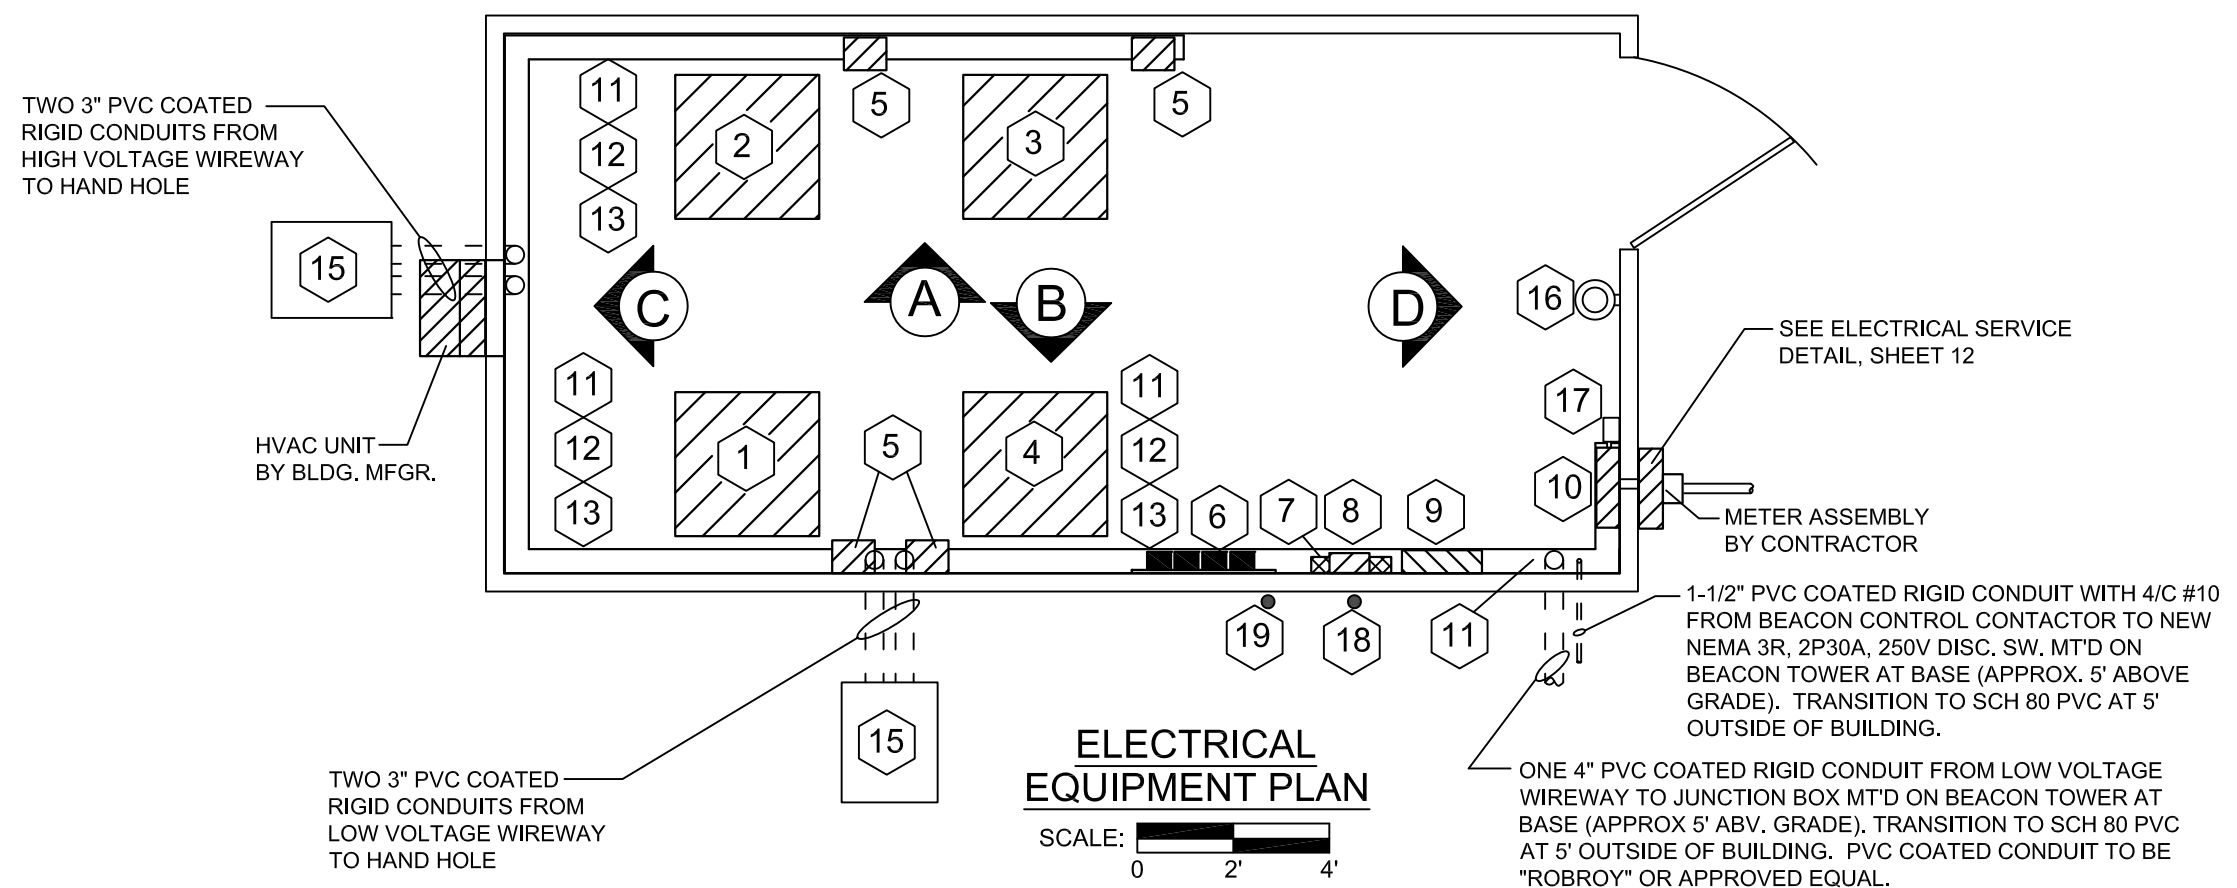 TWO 3" PVC COATED
RIGID CONDUITS FROM
HIGH VOLTAGE WIREWAY
TO HAND HOLE
11
12
13
2
5
3
5
15
C
A
B
D
16
SEE ELECTRICAL SERVICE
DETAIL, SHEET 12
HVAC UNIT
BY BLDG. MFGR.
11
12
13
1
5
4
11
12
13
6
7
8
9
17
10
METER ASSEMBLY
BY CONTRACTOR
19
18
11
1-1/2" PVC COATED RIGID CONDUIT WITH 4/C #10
FROM BEACON CONTROL CONTACTOR TO NEW
NEMA 3R, 2P30A, 250V DISC. SW. MT'D ON
BEACON TOWER AT BASE (APPROX. 5' ABOVE
GRADE). TRANSITION TO SCH 80 PVC AT 5'
OUTSIDE OF BUILDING.
15
TWO 3" PVC COATED
RIGID CONDUITS FROM
LOW VOLTAGE WIREWAY
TO HAND HOLE
ELECTRICAL
EQUIPMENT PLAN
SCALE:
0 2' 4'
ONE 4" PVC COATED RIGID CONDUIT FROM LOW VOLTAGE
WIREWAY TO JUNCTION BOX MT'D ON BEACON TOWER AT
BASE (APPROX 5' ABV. GRADE). TRANSITION TO SCH 80 PVC
AT 5' OUTSIDE OF BUILDING. PVC COATED CONDUIT TO BE
"ROBROY" OR APPROVED EQUAL.